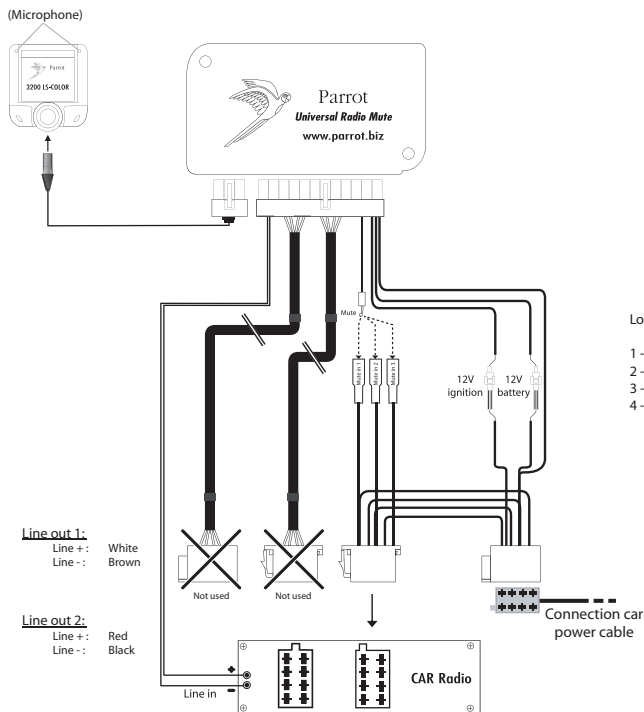 (Microphone)
Parrot
3200 LS-COLOR
Parrot
Universal Radio Mute
www.parrot.biz
Mute
Mute in 1
Mute in 2
Mute in 3
12V
ignition
12V
battery
Lo
1 -
2 -
3 -
4 -
Line out 1:
Line + : White
Line - : Brown
Not used
Not used
Line out 2:
Line + : Red
Line - : Black
Connection car
power cable
+
-
Line in
CAR Radio